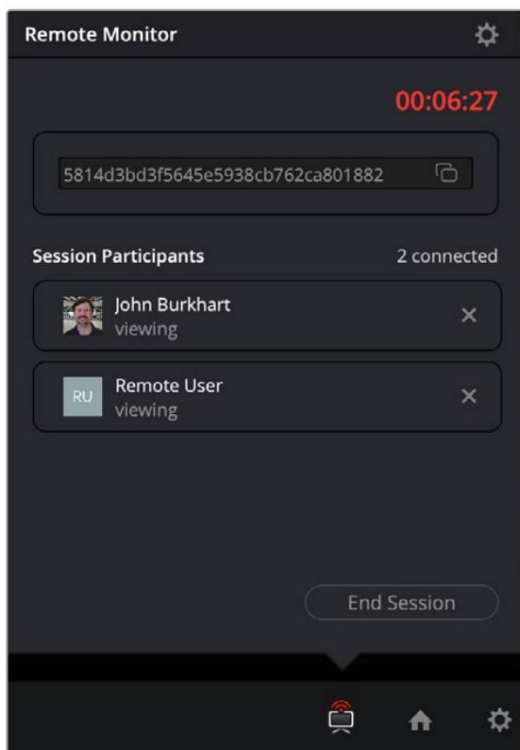 Remote Monitor
00:06:27
5814d3bd3f5645e5938cb762ca801882
Session Participants 2 connected
John Burkhart
viewing
RU
Remote User
viewing
End Session